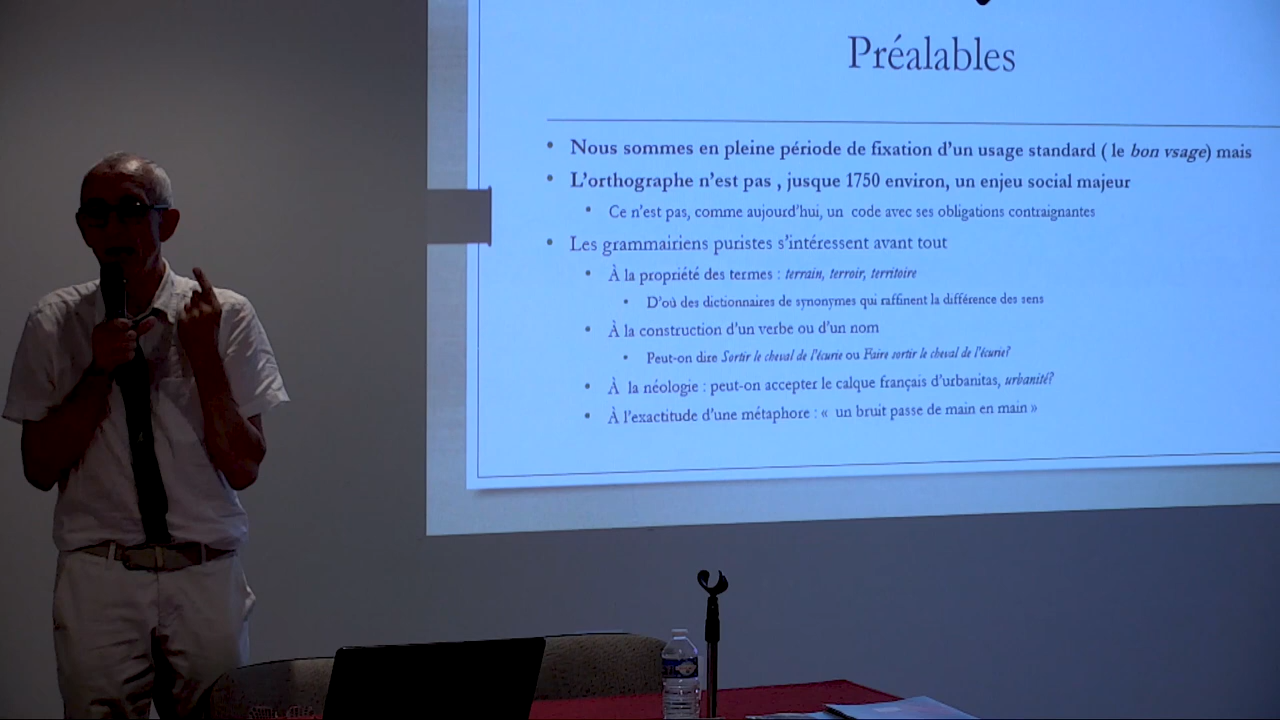 Préalables
• Nous sommes en pleine période de fixation d'un usage standard ( le bon vsage) mais
• L'orthographe n'est pas , jusque 1750 environ, un enjeu social majeur
• Ce n'est pas, comme aujourd'hui, un code avec ses obligations contraignantes
• Les grammairiens puristes s'intéressent avant tout
• À la propriété des termes : terrain, terroir, territoire
• D'où des dictionnaires de synonymes qui raffinent la différence des sens
• À la construction d'un verbe ou d'un nom
• Peut-on dire Sortir le cheval de l'écurie ou Faire sortir le cheval de l'écurie?
• À la néologie : peut-on accepter le calque français d'urbanitas, urbanité?
• À l'exactitude d'une métaphore : « un bruit passe de main en main »